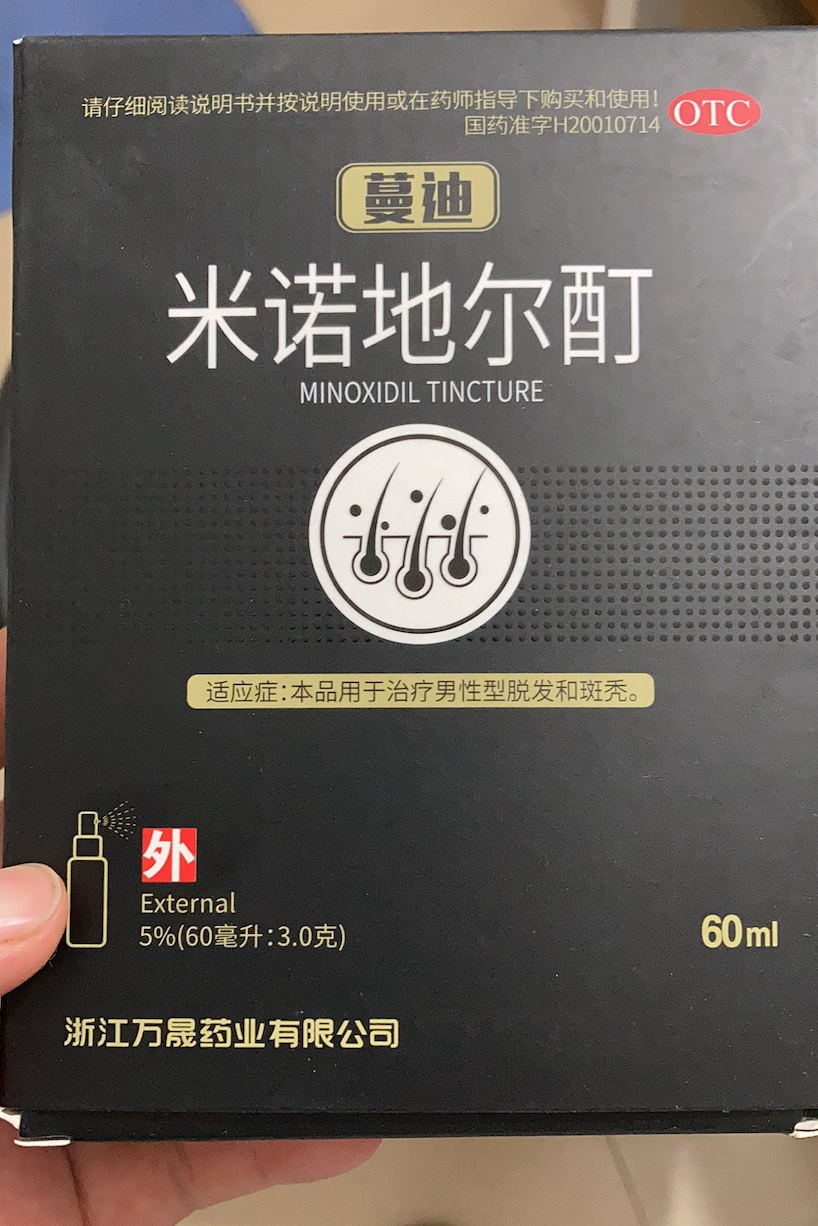 请仔细阅读说明书并按说明使用或在药师指导下购买和使用!
国药准字H20010714
OTC
蔓迪
米诺地尔酊
MINOXIDIL TINCTURE
适应症:本品用于治疗男性型脱发和斑秃。
外
External
5%(60毫升:3.0克)
60ml
浙江万晟药业有限公司